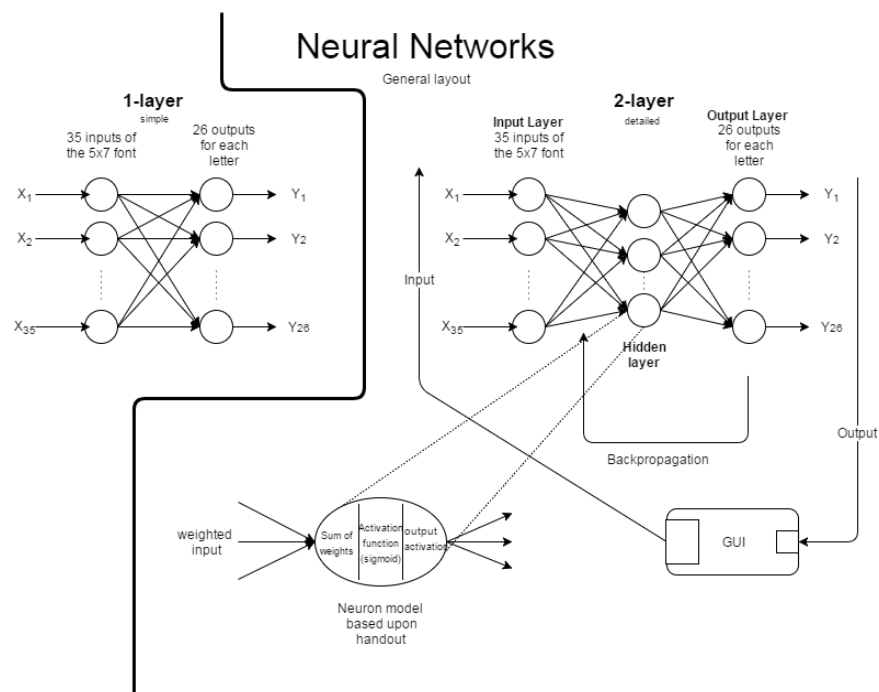 Neural Networks
General layout
1-layer
simple
35 inputs of
the 5x7 font
26 outputs
for each
letter
X1
Y1
X2
Y2
X35
Y26
2-layer
detailed
Input Layer
35 inputs of
the 5x7 font
Output Layer
26 outputs
for each
letter
X1
Y1
X2
Y2
X35
Y26
Input
Hidden
layer
Backpropagation
Output
weighted
input
Sum of
weights
Activation
function
(sigmoid)
output
activation
Neuron model
based upon
handout
GUI